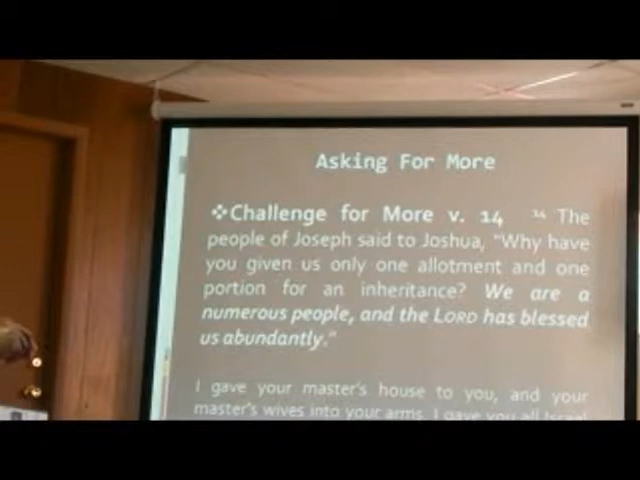 Asking For More
❖Challenge for More v. 14 14 The
people of Joseph said to Joshua, "Why have
you given us only one allotment and one
portion for an inheritance? We are a
numerous people, and the LORD has blessed
us abundantly."
I gave your master's house to you, and your
master's wives into your arms. I gave you all Israel